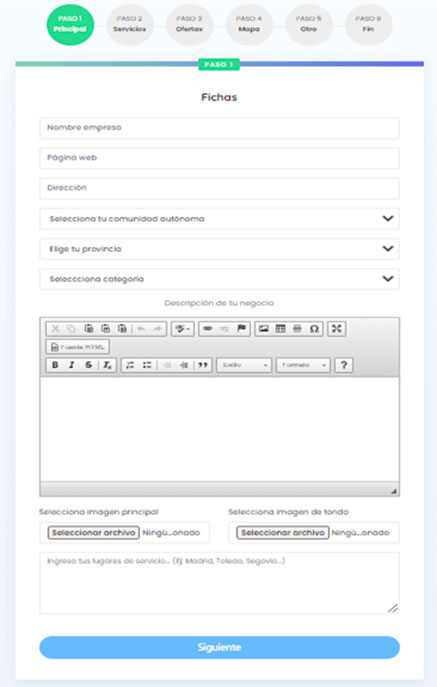 PASO 1 PASO 2 PASO 3 PASO 4 PASO 5 PASO 6
Principal Servicios Ofertas Mapa Otro Fin
PASO 1
Fichas
Nombre empresa
Página web
Dirección
Selecciona tu comunidad autónoma
Elige tu provincia
Seleccciona categoria
Descripción de tu negocio
Fuente HTML
B I S Tx Estilo Formato ?
Selecciona imagen principal Selecciona imagen de fondo
Seleccionar archivo Ningú...onado Seleccionar archivo Ningú...onado
Ingresa tus lugares de servicio... (Ej: Madrid, Toledo, Segovia...)
Siguiente